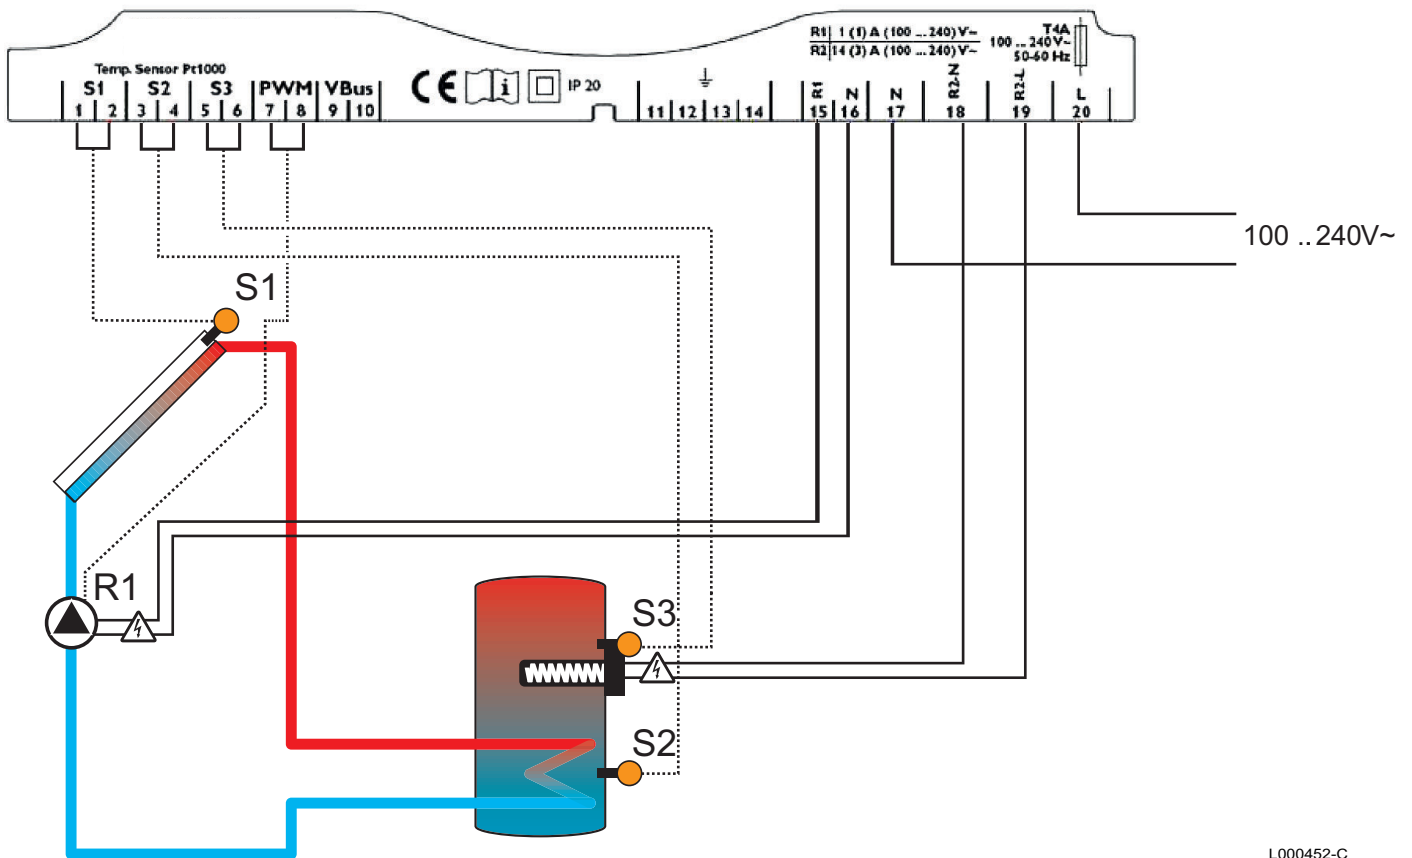 R1 1 (1) A (100 ... 240) V~
R2 14 (3) A (100 ... 240) V~
T4A
100 ... 240V~
50-60 Hz
Temp. Sensor Pt1000
S1 S2 S3 PWM VBus
1 2 3 4 5 6 7 8 9 10
CE i IP 20
11 12 13 14
R1 N N R2-N R2-L L
15 16 17 18 19 20
100 .. 240V~
S1
R1
S3
S2
L000452-C